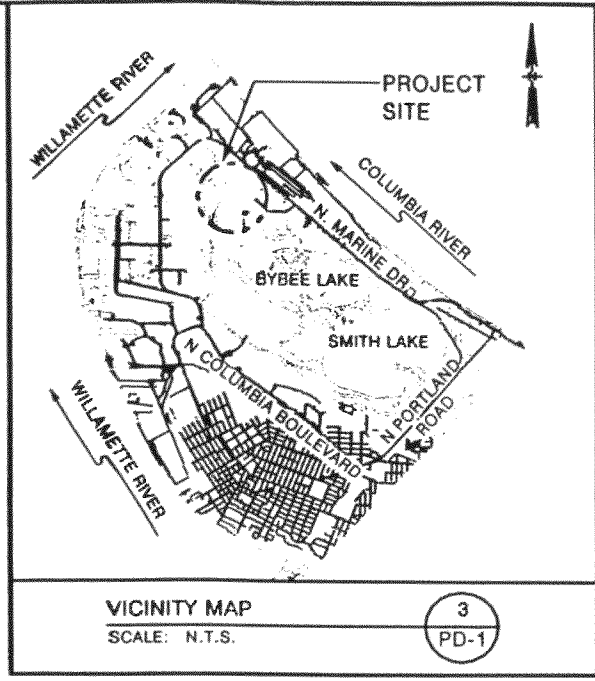 WILLAMETTE RIVER
PROJECT
SITE
COLUMBIA RIVER
N. MARINE DR.
BYBEE LAKE
SMITH LAKE
N COLUMBIA BOULEVARD
N PORTLAND
ROAD
WILLAMETTE RIVER
VICINITY MAP
SCALE: N.T.S.
3
PD-1